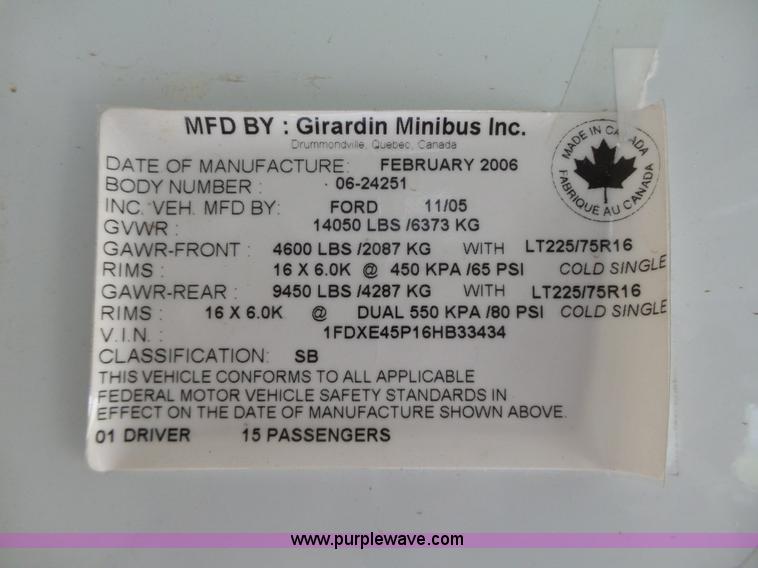 MFD BY : Girardin Minibus Inc.
Drummondville, Quebec, Canada
MADE IN CANADA
FABRIQUE AU CANADA
DATE OF MANUFACTURE: FEBRUARY 2006
BODY NUMBER : 06-24251
INC. VEH. MFD BY: FORD 11/05
GVWR : 14050 LBS /6373 KG
GAWR-FRONT : 4600 LBS /2087 KG WITH LT225/75R16
RIMS : 16 X 6.0K @ 450 KPA /65 PSI COLD SINGLE
GAWR-REAR : 9450 LBS /4287 KG WITH LT225/75R16
RIMS : 16 X 6.0K @ DUAL 550 KPA /80 PSI COLD SINGLE
V.I.N. : 1FDXE45P16HB33434
CLASSIFICATION: SB
THIS VEHICLE CONFORMS TO ALL APPLICABLE
FEDERAL MOTOR VEHICLE SAFETY STANDARDS IN
EFFECT ON THE DATE OF MANUFACTURE SHOWN ABOVE.
01 DRIVER 15 PASSENGERS
www.purplewave.com